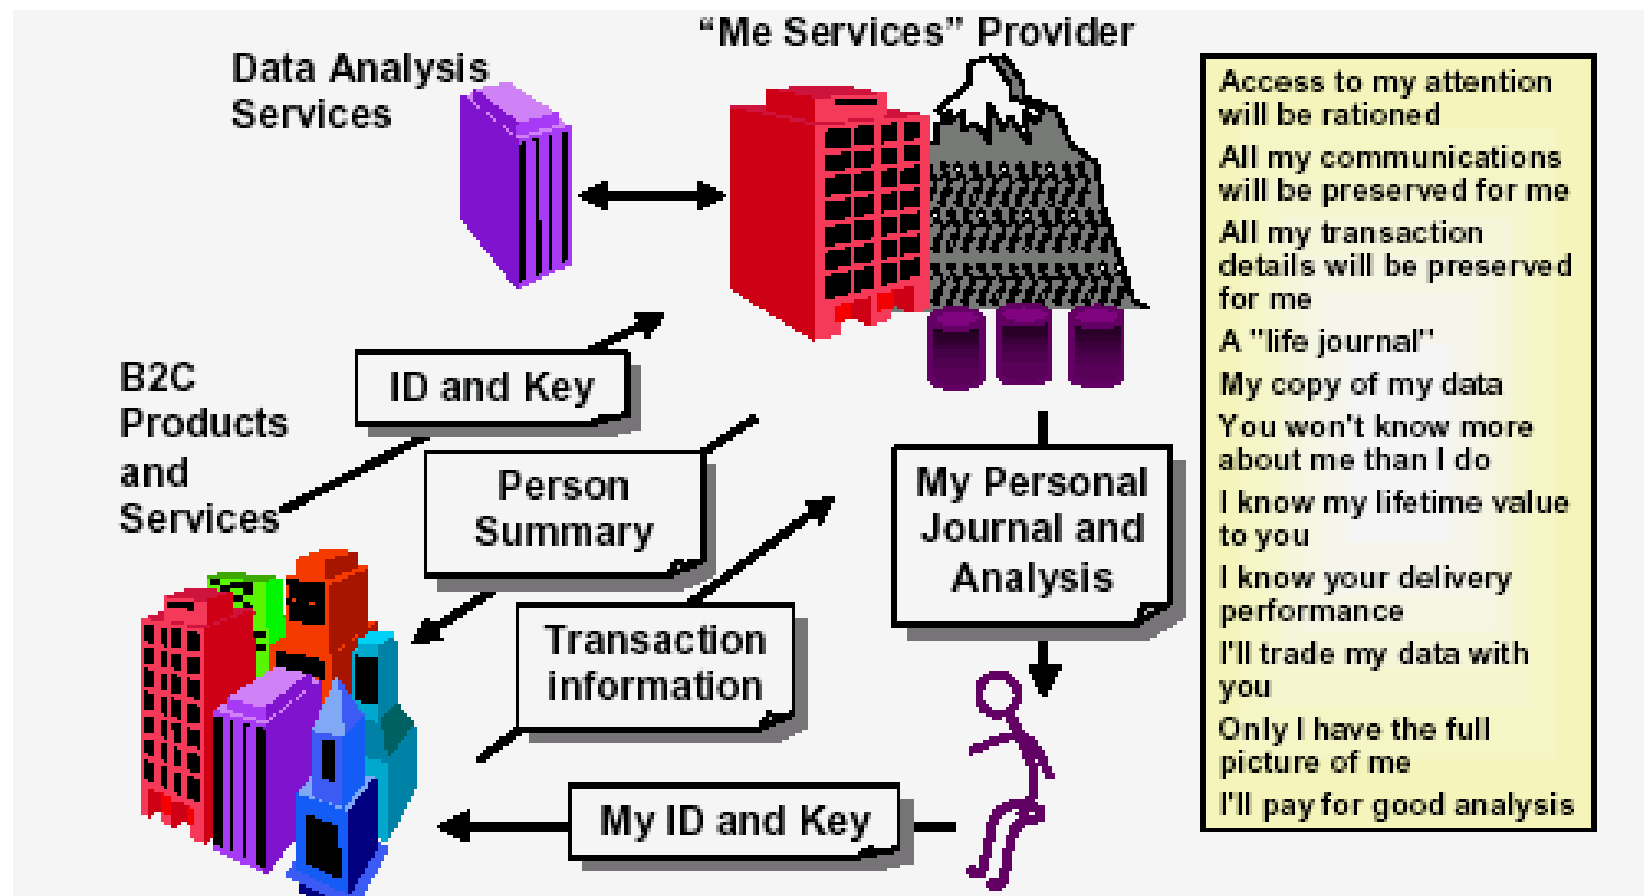 “Me Services” Provider
Data Analysis
Services
ID and Key
B2C
Products
and
Services
Person
Summary
Transaction
information
My Personal
Journal and
Analysis
My ID and Key
Access to my attention
will be rationed
All my communications
will be preserved for me
All my transaction
details will be preserved
for me
A "life journal"
My copy of my data
You won't know more
about me than I do
I know my lifetime value
to you
I know your delivery
performance
I'll trade my data with
you
Only I have the full
picture of me
I'll pay for good analysis